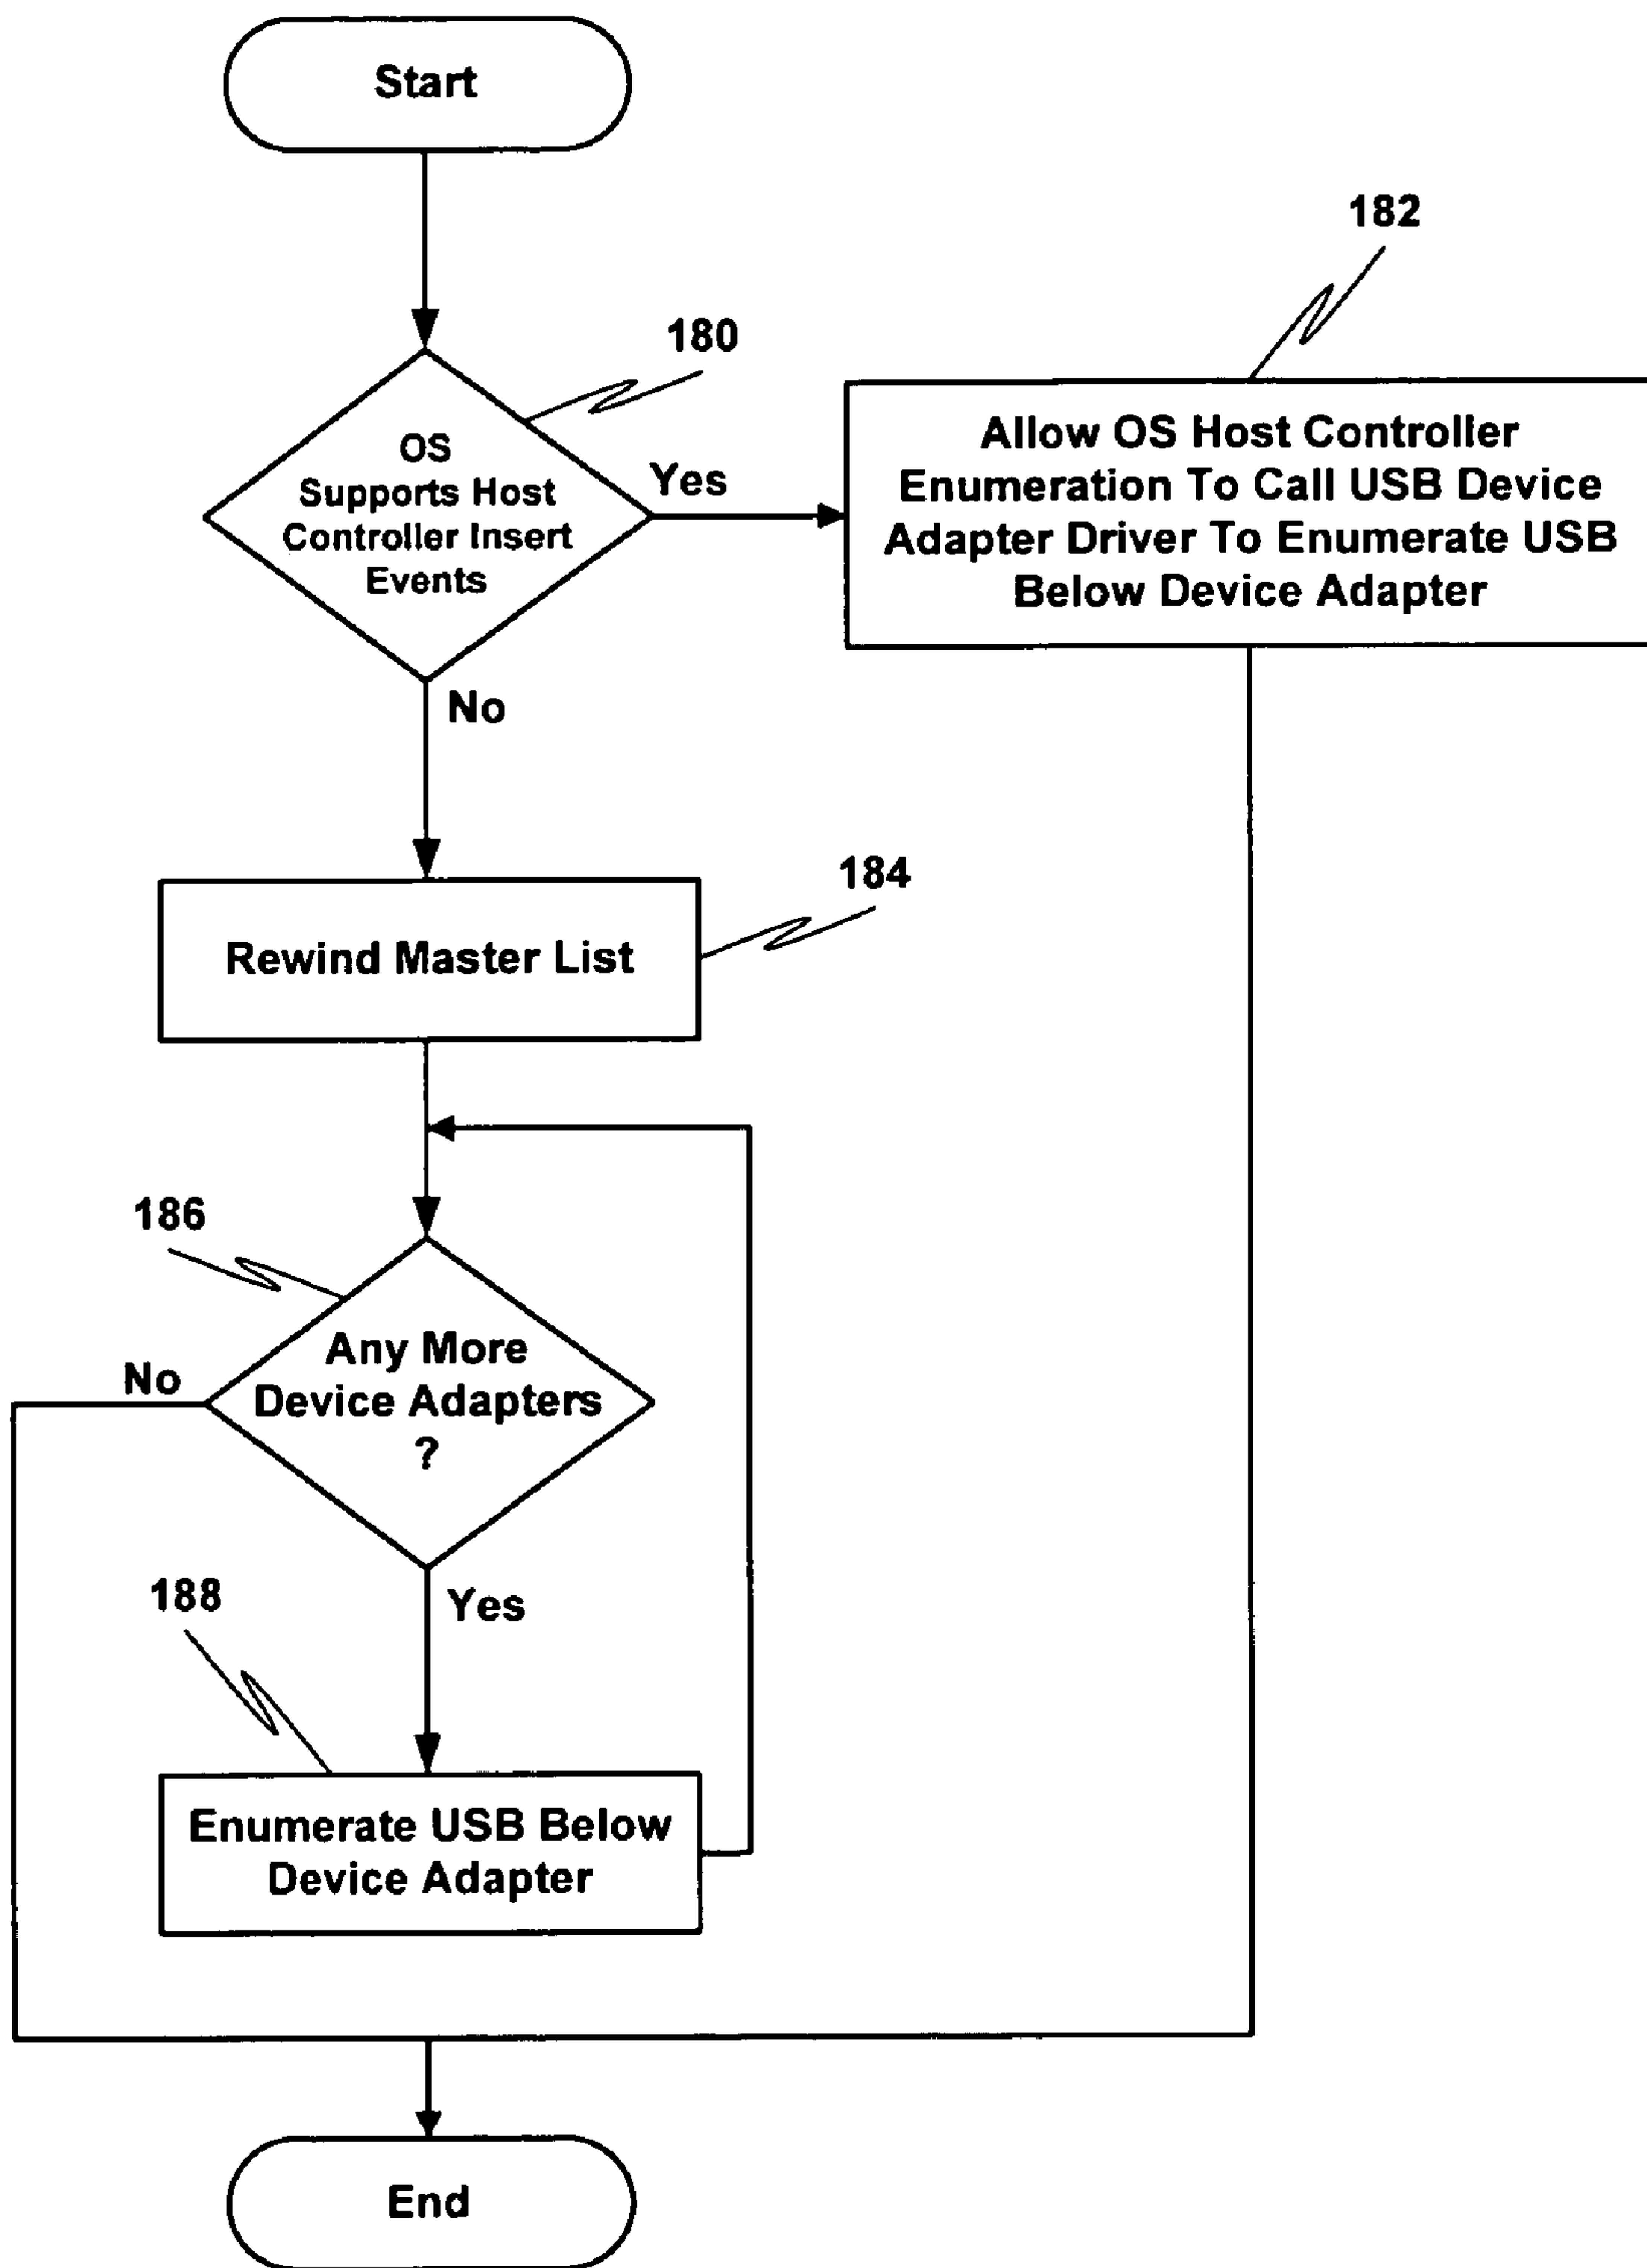 Start
182
180
OS
Supports Host
Controller Insert
Events
Yes
Allow OS Host Controller
Enumeration To Call USB Device
Adapter Driver To Enumerate USB
Below Device Adapter
No
184
Rewind Master List
186
Any More
Device Adapters
?
No
188
Yes
Enumerate USB Below
Device Adapter
End